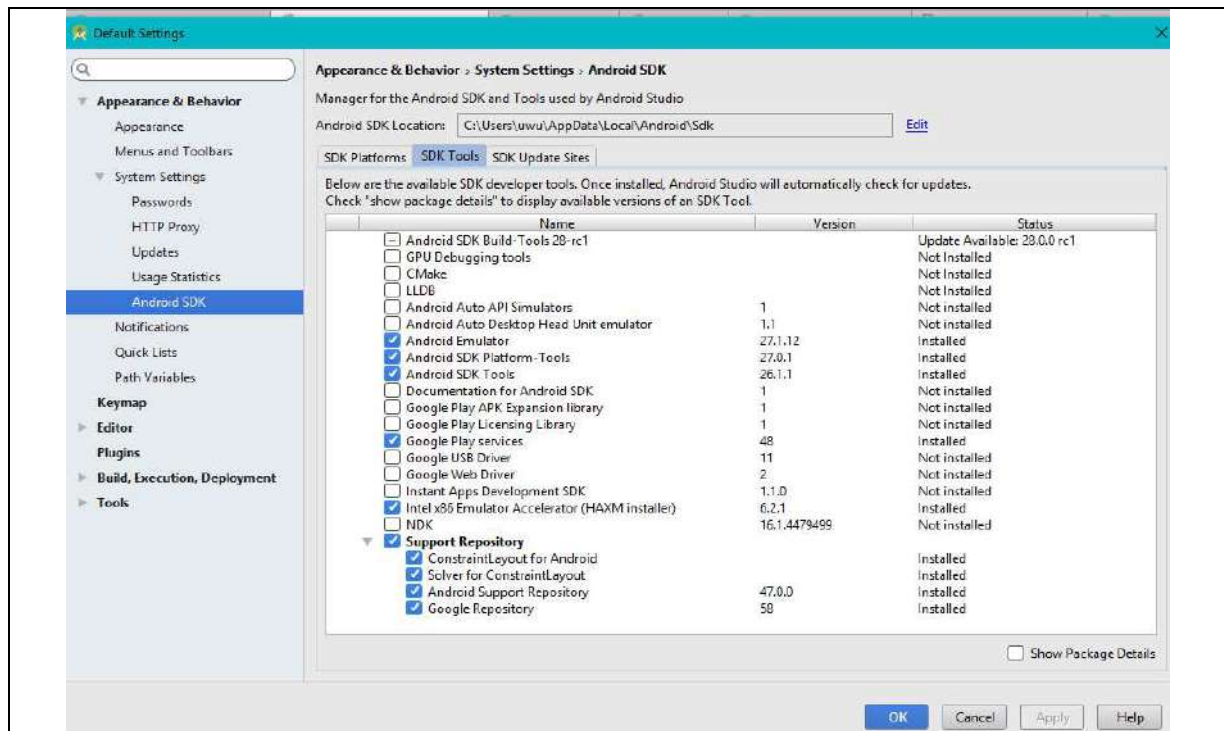 Default Settings
Appearance & Behavior
Appearance
Menus and Toolbars
System Settings
Passwords
HTTP Proxy
Updates
Usage Statistics
Android SDK
Notifications
Quick Lists
Path Variables
Keymap
Editor
Plugins
Build, Execution, Deployment
Tools
Appearance & Behavior › System Settings › Android SDK
Manager for the Android SDK and Tools used by Android Studio
Android SDK Location: C:\Users\uwu\AppData\Local\Android\Sdk Edit
SDK Platforms SDK Tools SDK Update Sites
Below are the available SDK developer tools. Once installed, Android Studio will automatically check for updates.
Check "show package details" to display available versions of an SDK Tool.
Name Version Status
Android SDK Build-Tools 28-rc1 Update Available: 28.0.0 rc1
GPU Debugging tools Not Installed
CMake Not Installed
LLDB Not Installed
Android Auto API Simulators 1 Not installed
Android Auto Desktop Head Unit emulator 1.1 Not installed
Android Emulator 27.1.12 Installed
Android SDK Platform-Tools 27.0.1 Installed
Android SDK Tools 26.1.1 Installed
Documentation for Android SDK 1 Not installed
Google Play APK Expansion library 1 Not installed
Google Play Licensing Library 1 Not installed
Google Play services 48 Installed
Google USB Driver 11 Not installed
Google Web Driver 2 Not installed
Instant Apps Development SDK 1.1.0 Not installed
Intel x86 Emulator Accelerator (HAXM installer) 6.2.1 Installed
NDK 16.1.4479499 Not installed
Support Repository
ConstraintLayout for Android Installed
Solver for ConstraintLayout Installed
Android Support Repository 47.0.0 Installed
Google Repository 58 Installed
Show Package Details
OK Cancel Apply Help